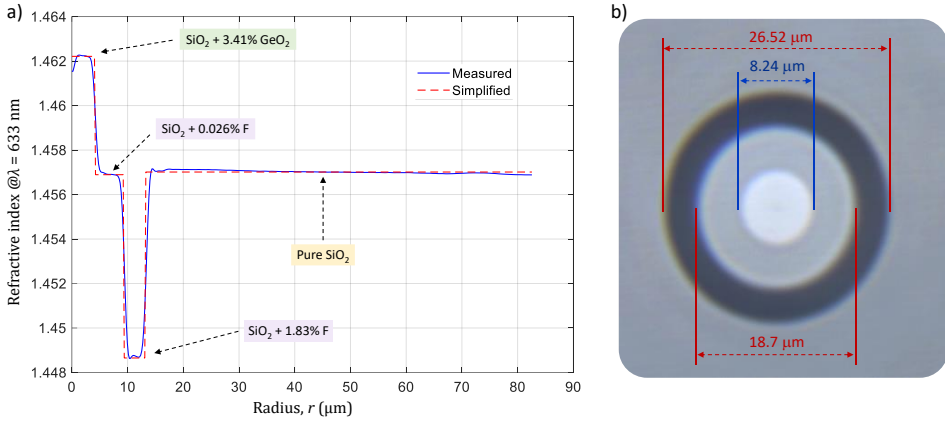 a)
1.464
1.462
1.46
1.458
1.456
1.454
1.452
1.45
1.448
Refractive index @λ = 633 nm
SiO₂ + 3.41% GeO₂
Measured
Simplified
SiO₂ + 0.026% F
Pure SiO₂
SiO₂ + 1.83% F
0 10 20 30 40 50 60 70 80 90
Radius, r (μm)
b)
26.52 μm
8.24 μm
18.7 μm